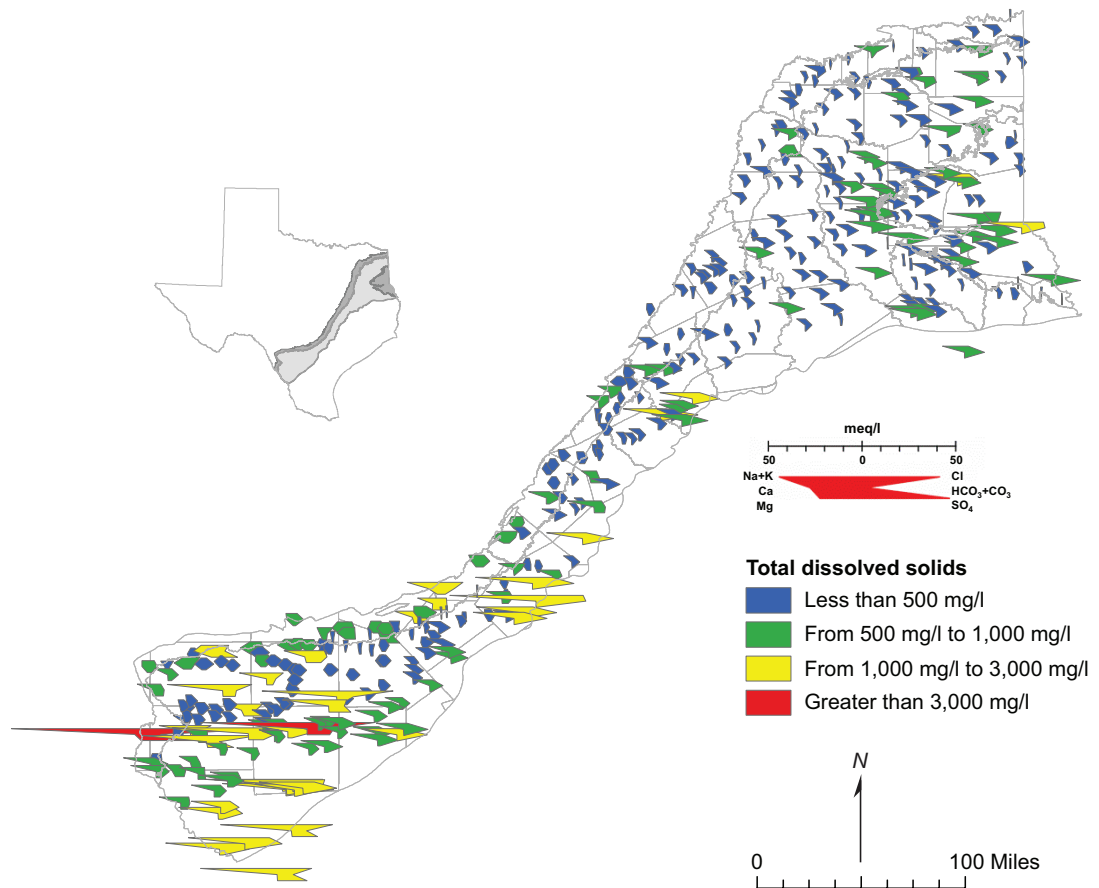 meq/l
50 0 50
Na+K Cl
Ca HCO₃+CO₃
Mg SO₄
Total dissolved solids
Less than 500 mg/l
From 500 mg/l to 1,000 mg/l
From 1,000 mg/l to 3,000 mg/l
Greater than 3,000 mg/l
N
0 100 Miles